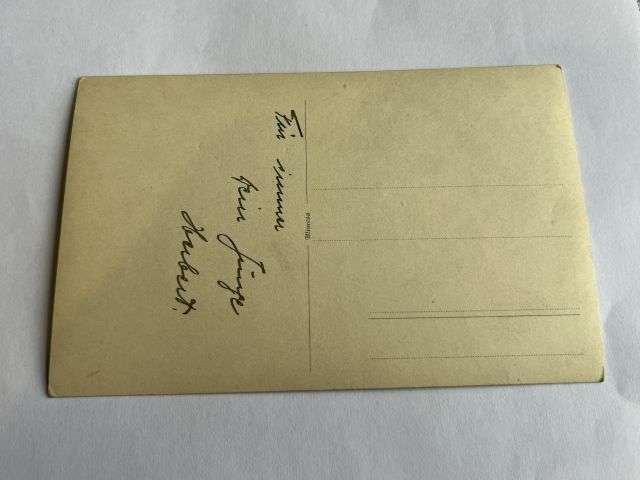 Für immer
Dein Junge
Herbert.